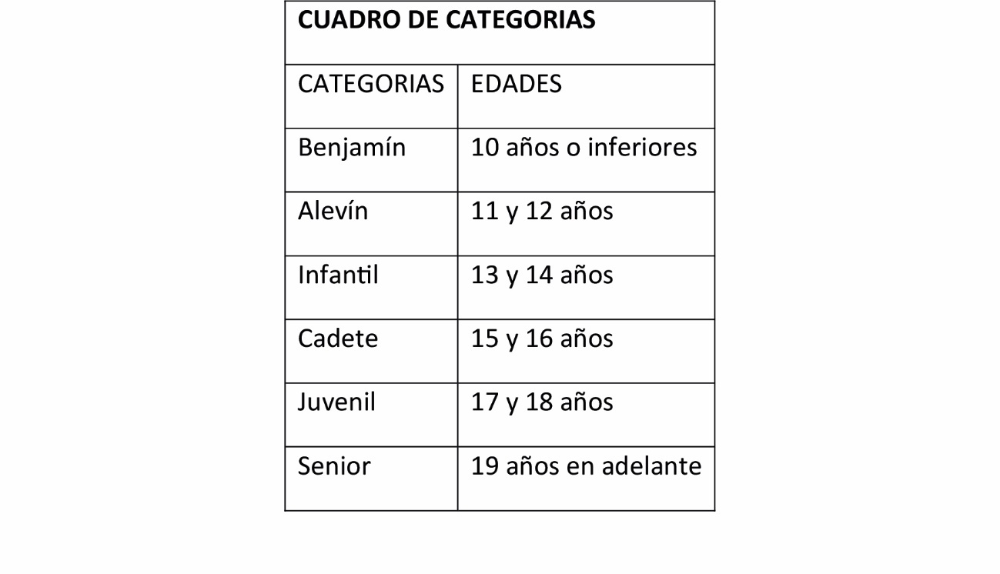 CUADRO DE CATEGORIAS
CATEGORIAS EDADES
Benjamín 10 años o inferiores
Alevín 11 y 12 años
Infantil 13 y 14 años
Cadete 15 y 16 años
Juvenil 17 y 18 años
Senior 19 años en adelante